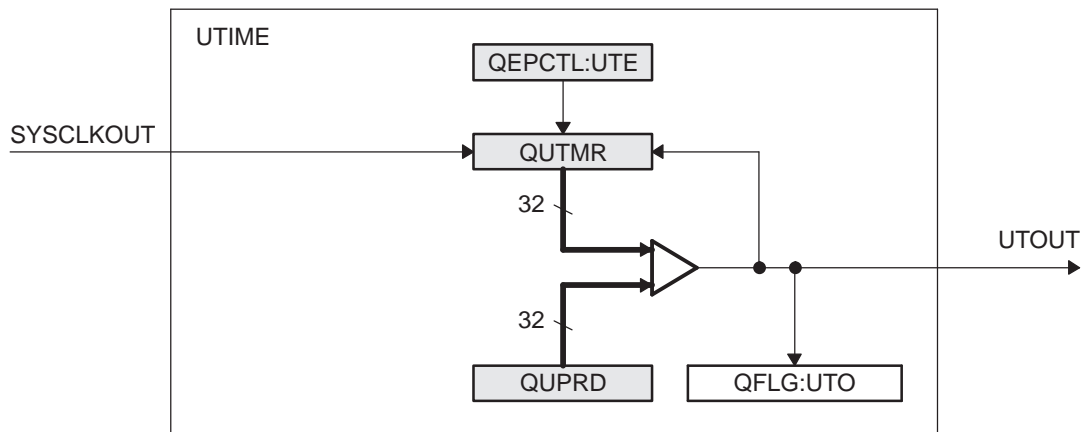 UTIME
QEPCTL:UTE
SYSCLKOUT
QUTMR
32
UTOUT
32
QUPRD
QFLG:UTO